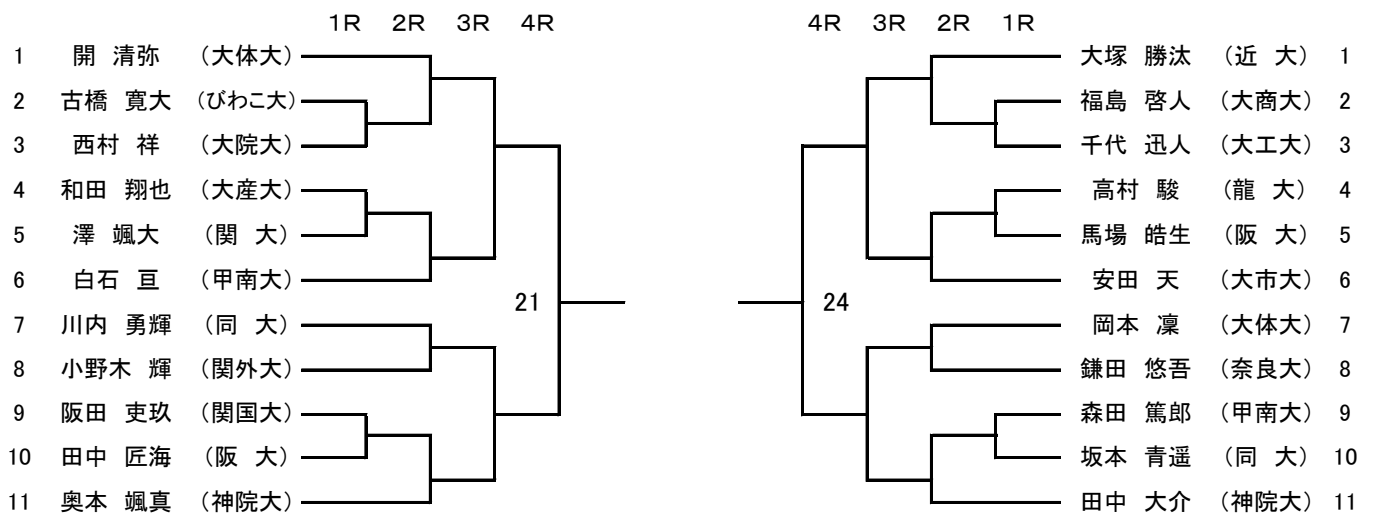 1R 2R 3R 4R
1 開 清弥 （大体大）
2 古橋 寛大 （びわこ大）
3 西村 祥 （大院大）
4 和田 翔也 （大産大）
5 澤 颯大 （関 大）
6 白石 亘 （甲南大）
7 川内 勇輝 （同 大）
8 小野木 輝 （関外大）
9 阪田 吏玖 （関国大）
10 田中 匠海 （阪 大）
11 奥本 颯真 （神院大）
21
4R 3R 2R 1R
大塚 勝汰 （近 大） 1
福島 啓人 （大商大） 2
千代 迅人 （大工大） 3
高村 駿 （龍 大） 4
馬場 皓生 （阪 大） 5
安田 天 （大市大） 6
岡本 凜 （大体大） 7
鎌田 悠吾 （奈良大） 8
森田 篤郎 （甲南大） 9
坂本 青遥 （同 大） 10
田中 大介 （神院大） 11
24